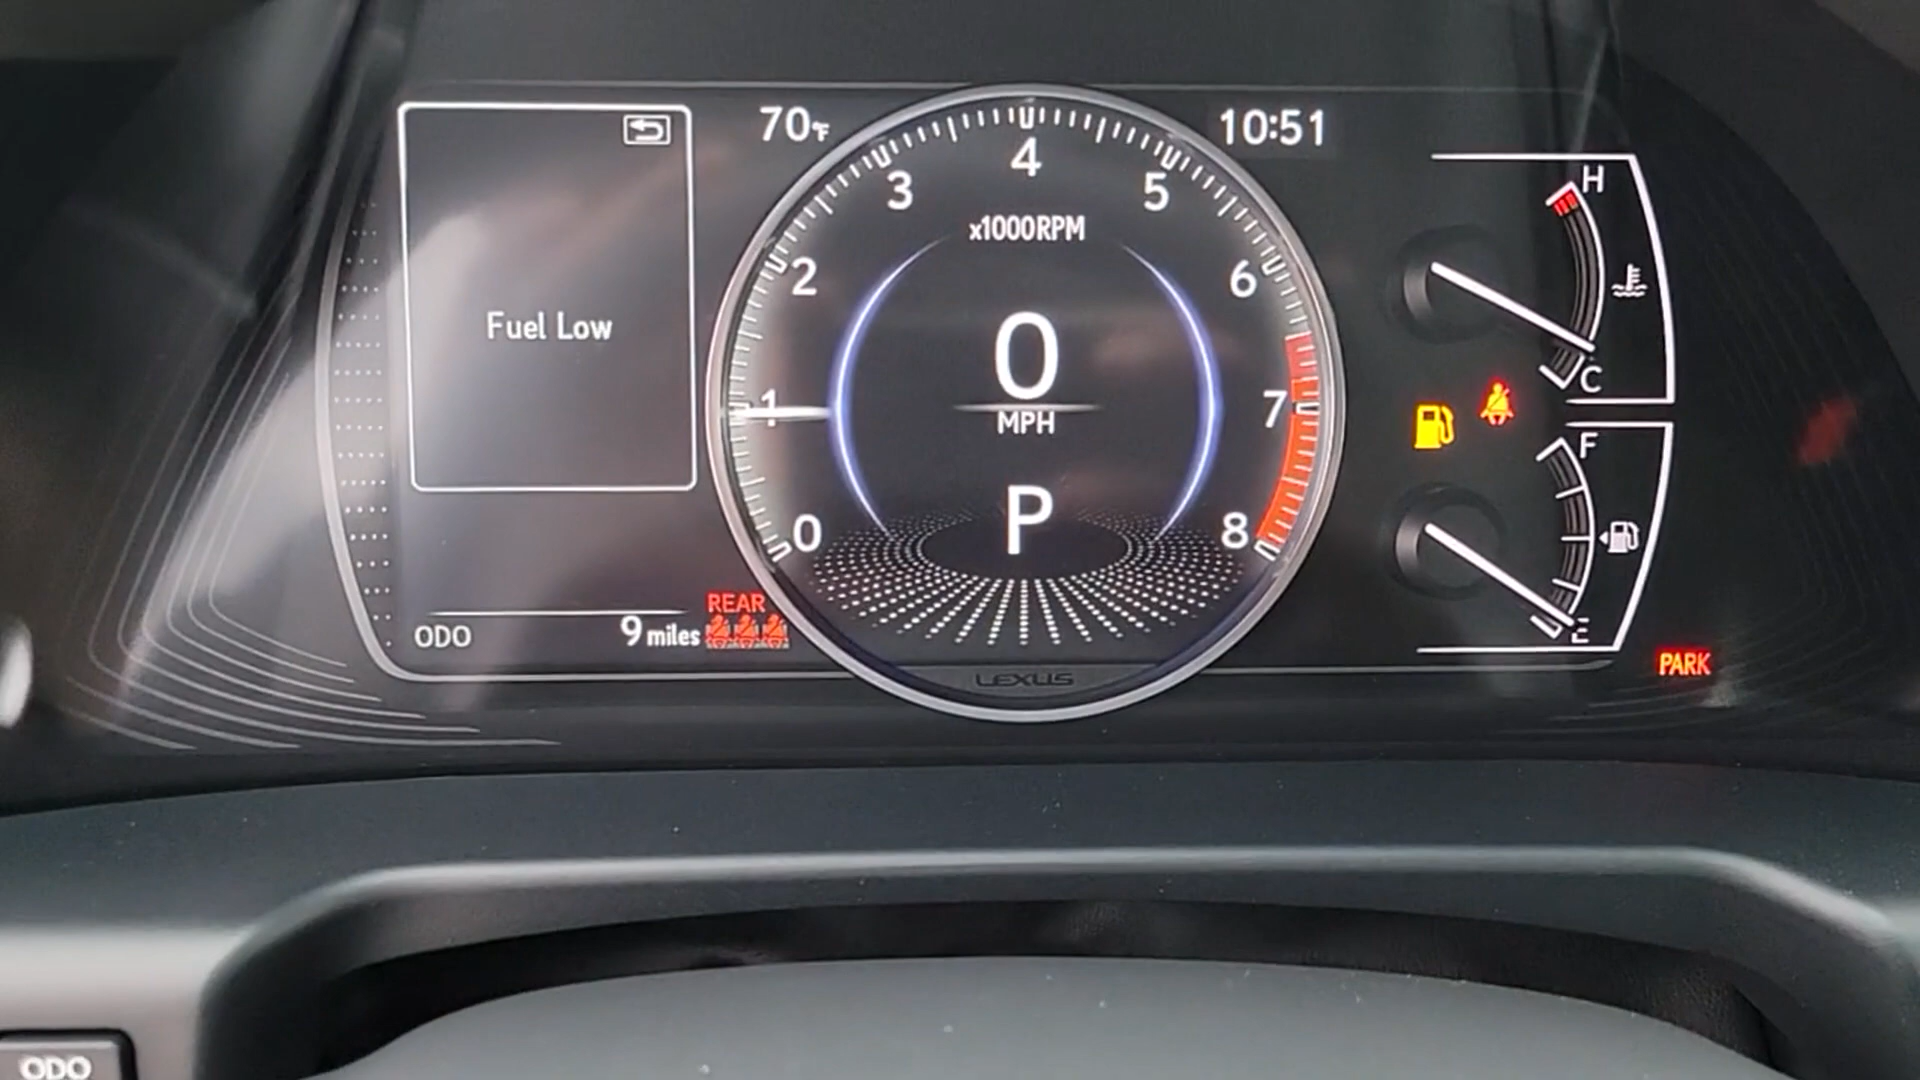 70°F
10:51
4
3
5
H
x1000RPM
2
6
Fuel Low
0
C
1
7
MPH
F
P
0
8
REAR
ODO
9 miles
E
PARK
LEXUS
ODO